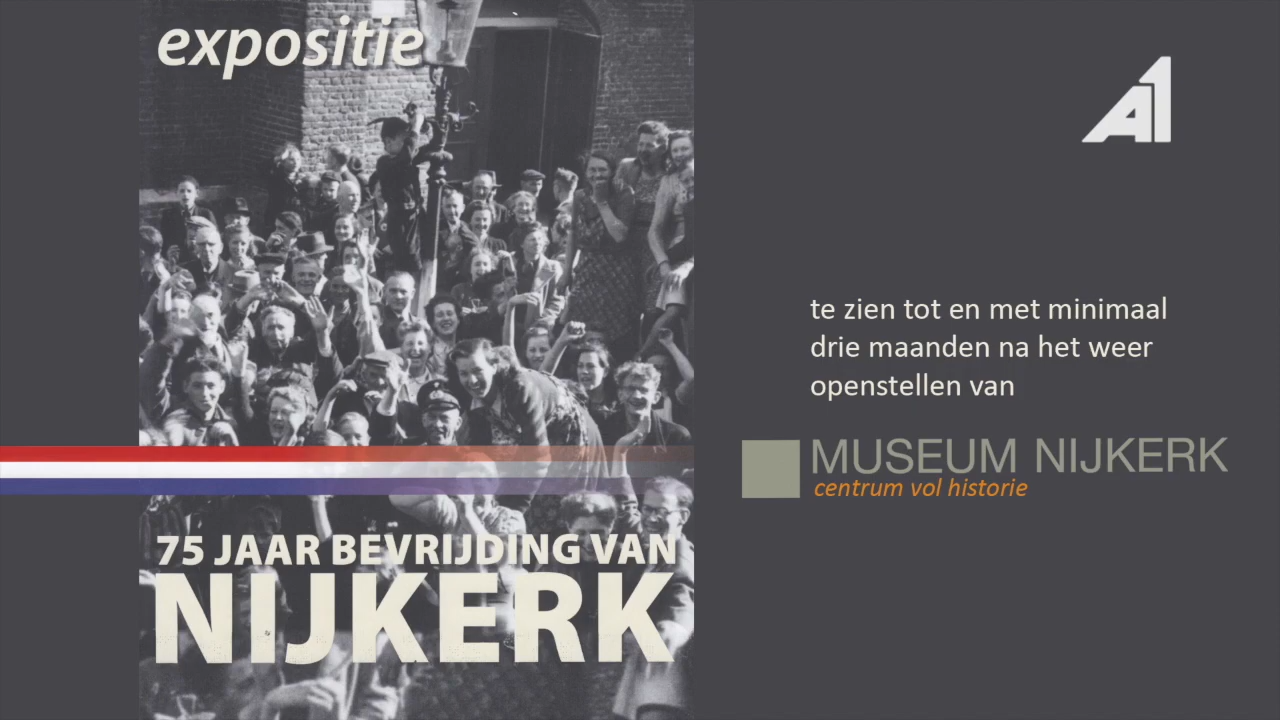 expositie
75 JAAR BEVRIJDING VAN
NIJKERK
A1
te zien tot en met minimaal
drie maanden na het weer
openstellen van
MUSEUM NIJKERK
centrum vol historie